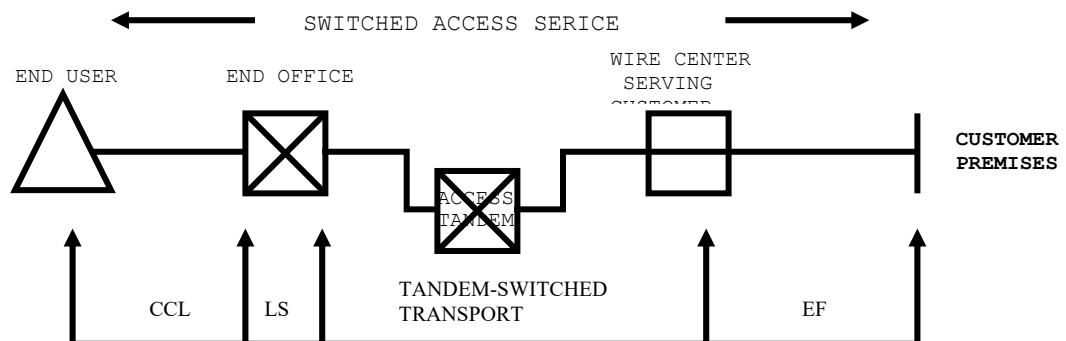 SWITCHED ACCESS SERICE
WIRE CENTER
SERVING
CUSTOMER
END USER
END OFFICE
CUSTOMER
PREMISES
ACCESS
TANDEM
TANDEM-SWITCHED
TRANSPORT
CCL
LS
EF